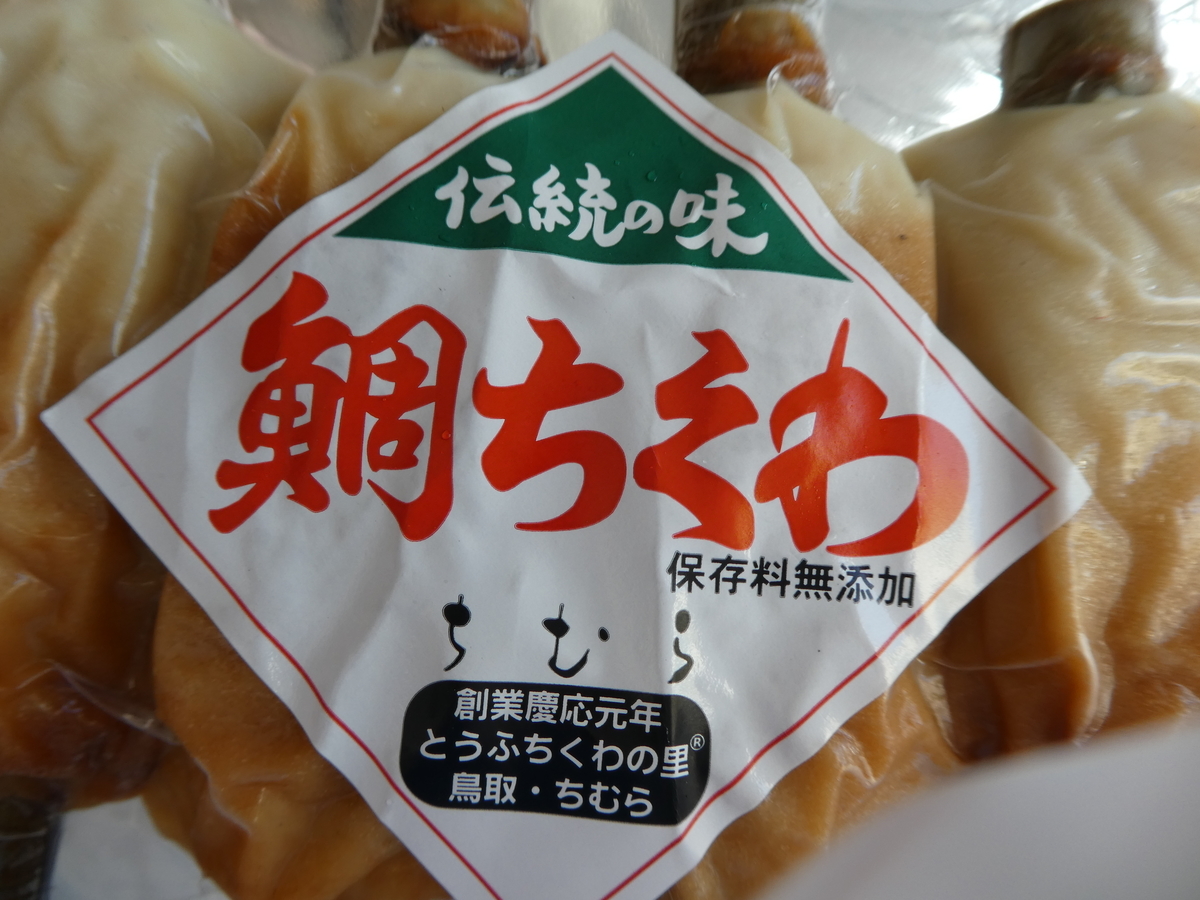 伝統の味
鯛ちくわ
保存料無添加
ちむら
創業慶応元年
とうふちくわの里®
鳥取・ちむら